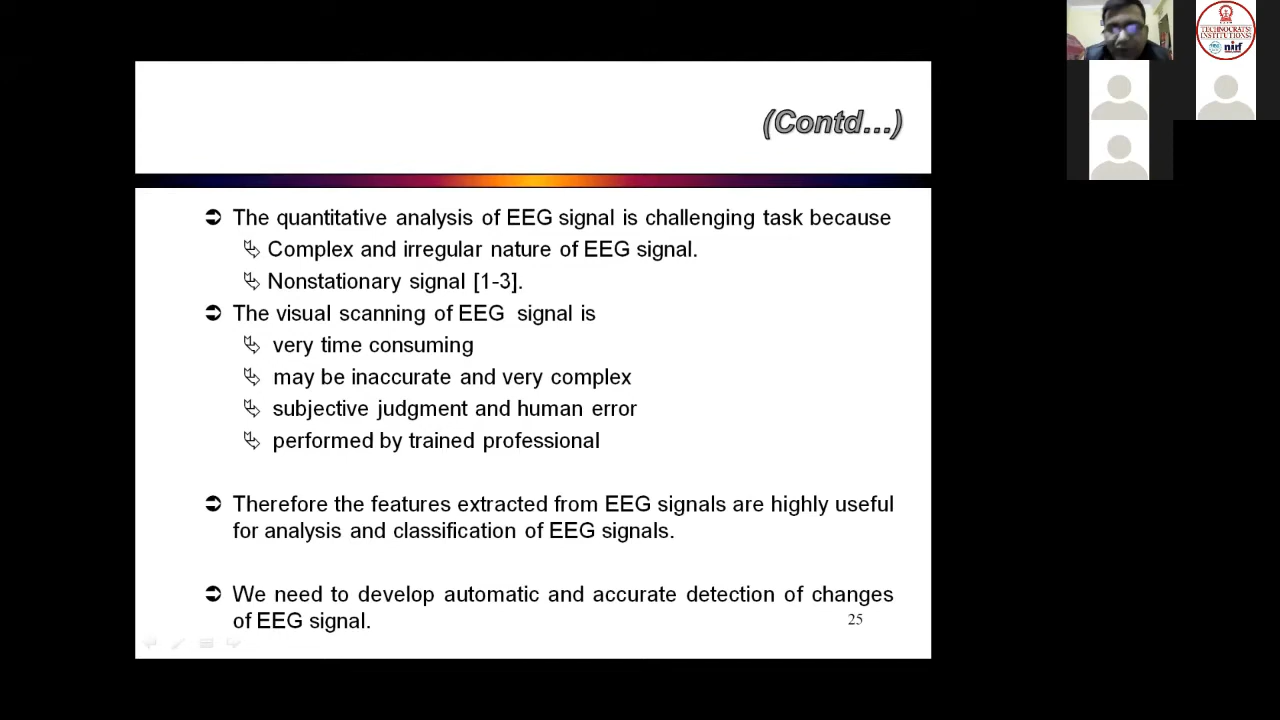 (Contd...)
The quantitative analysis of EEG signal is challenging task because
Complex and irregular nature of EEG signal.
Nonstationary signal [1-3].
The visual scanning of EEG signal is
very time consuming
may be inaccurate and very complex
subjective judgment and human error
performed by trained professional
Therefore the features extracted from EEG signals are highly useful
for analysis and classification of EEG signals.
We need to develop automatic and accurate detection of changes
of EEG signal.
25
TECHNOCRATS
INSTITUTIONS
nirf